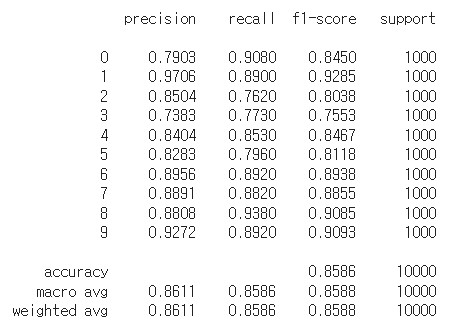 precision recall f1-score support
0 0.7903 0.9080 0.8450 1000
1 0.9706 0.8900 0.9285 1000
2 0.8504 0.7620 0.8038 1000
3 0.7383 0.7730 0.7553 1000
4 0.8404 0.8530 0.8467 1000
5 0.8283 0.7960 0.8118 1000
6 0.8956 0.8920 0.8938 1000
7 0.8891 0.8820 0.8855 1000
8 0.8808 0.9380 0.9085 1000
9 0.9272 0.8920 0.9093 1000
accuracy 0.8586 10000
macro avg 0.8611 0.8586 0.8588 10000
weighted avg 0.8611 0.8586 0.8588 10000